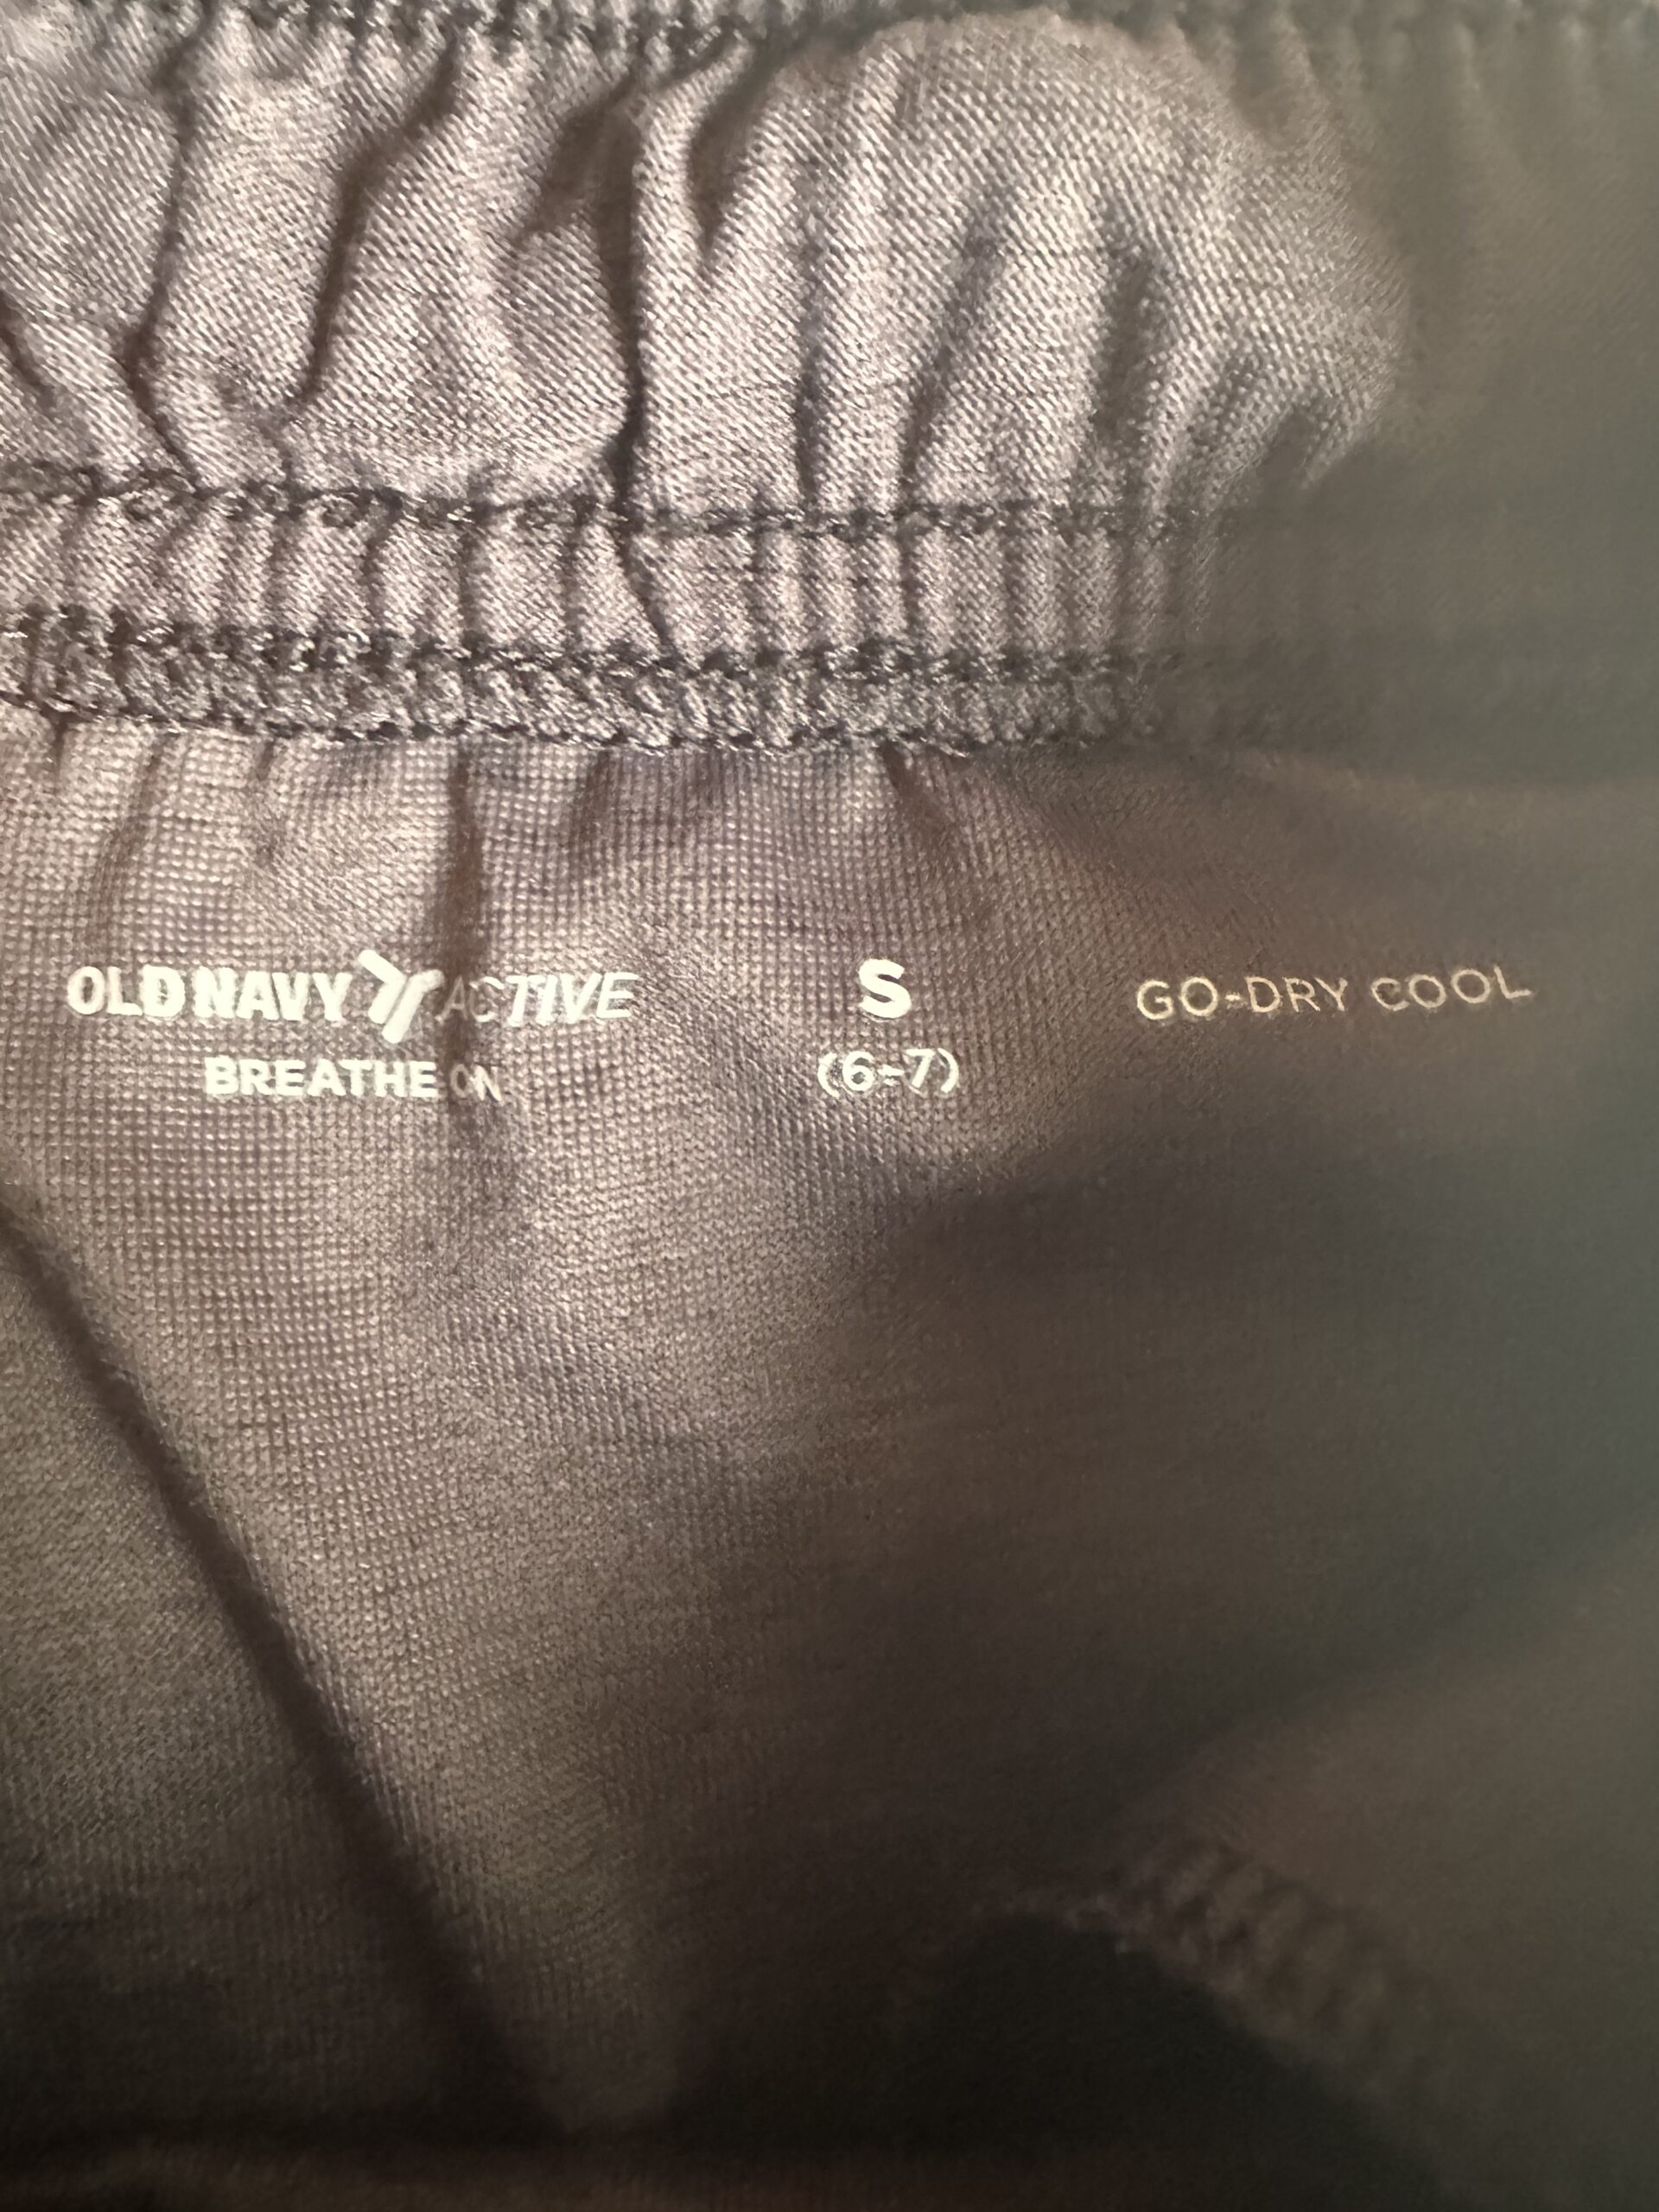 OLD NAVY ACTIVE
BREATHE ON
S
(6-7)
GO-DRY COOL